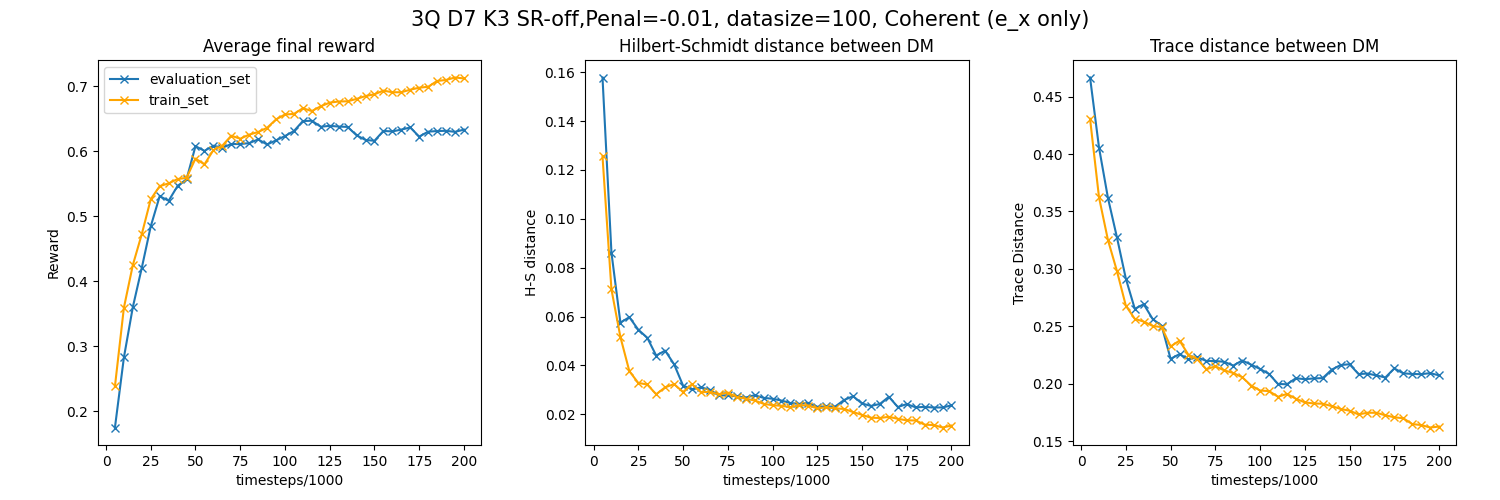 3Q D7 K3 SR-off,Penal=-0.01, datasize=100, Coherent (e_x only)
Average final reward
evaluation_set
train_set
Reward
0.7
0.6
0.5
0.4
0.3
0.2
0 25 50 75 100 125 150 175 200
timesteps/1000
Hilbert-Schmidt distance between DM
H-S distance
0.16
0.14
0.12
0.10
0.08
0.06
0.04
0.02
0 25 50 75 100 125 150 175 200
timesteps/1000
Trace distance between DM
Trace Distance
0.45
0.40
0.35
0.30
0.25
0.20
0.15
0 25 50 75 100 125 150 175 200
timesteps/1000